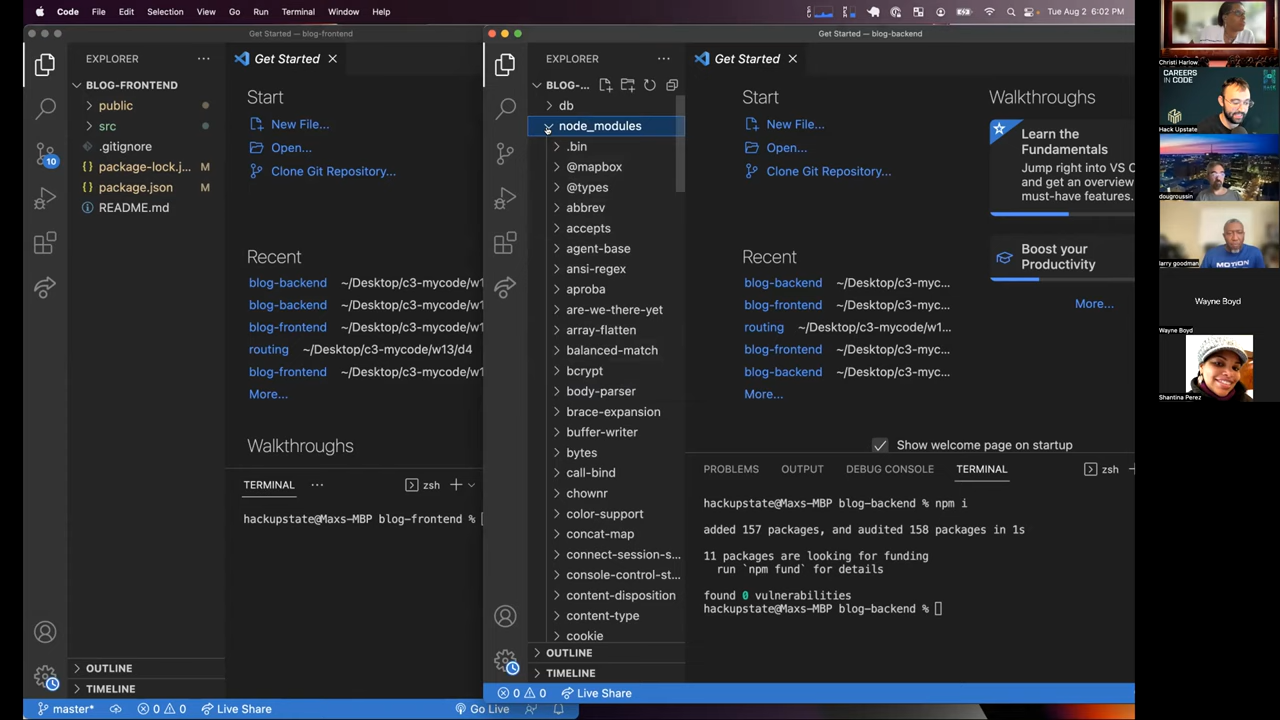 Code File Edit Selection View Go Run Terminal Window Help
Tue Aug 2 6:02 PM
Get Started — blog-frontend
EXPLORER
BLOG-FRONTEND
public
src
.gitignore
package-lock.j... M
package.json M
README.md
10
OUTLINE
TIMELINE
Get Started
Start
New File...
Open...
Clone Git Repository...
Recent
blog-backend ~/Desktop/c3-mycode/w1
blog-backend ~/Desktop/c3-mycode/w1
blog-frontend ~/Desktop/c3-mycode/w1
routing ~/Desktop/c3-mycode/w13/d4
blog-frontend ~/Desktop/c3-mycode/w1
More...
Walkthroughs
TERMINAL ... zsh
hackupstate@Maxs-MBP blog-frontend %
master* 0 0 Live Share Go Live
Get Started — blog-backend
EXPLORER
BLOG-...
db
node_modules
.bin
@mapbox
@types
abbrev
accepts
agent-base
ansi-regex
aproba
are-we-there-yet
array-flatten
balanced-match
bcrypt
body-parser
brace-expansion
buffer-writer
bytes
call-bind
chownr
color-support
concat-map
connect-session-s...
console-control-st...
content-disposition
content-type
cookie
OUTLINE
TIMELINE
Get Started
Start
New File...
Open...
Clone Git Repository...
Recent
blog-backend ~/Desktop/c3-myc...
blog-frontend ~/Desktop/c3-myc...
routing ~/Desktop/c3-mycode/w1...
blog-frontend ~/Desktop/c3-myc...
blog-backend ~/Desktop/c3-myc...
More...
Walkthroughs
Learn the
Fundamentals
Jump right into VS C
and get an overview
must-have features.
Boost your
Productivity
More...
Show welcome page on startup
PROBLEMS OUTPUT DEBUG CONSOLE TERMINAL zsh
hackupstate@Maxs-MBP blog-backend % npm i
added 157 packages, and audited 158 packages in 1s
11 packages are looking for funding
run `npm fund` for details
found 0 vulnerabilities
hackupstate@Maxs-MBP blog-backend %
0 0 Live Share
Christi Harlow
CAREERS
IN CODE
HACK
Hack Upstate
dougroussin
MOTION
larry goodman
Wayne Boyd
Wayne Boyd
Shantina Perez